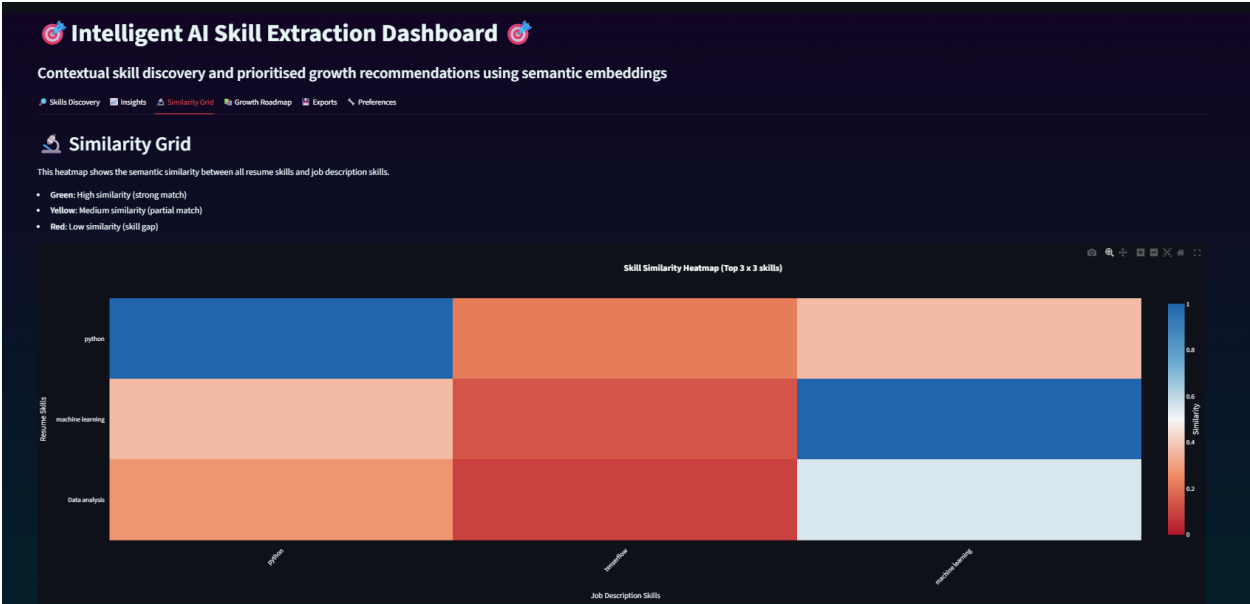 🎯 Intelligent AI Skill Extraction Dashboard 🎯
Contextual skill discovery and prioritised growth recommendations using semantic embeddings
Skills Discovery Insights Similarity Grid Growth Roadmap Exports Preferences
Similarity Grid
This heatmap shows the semantic similarity between all resume skills and job description skills.
Green: High similarity (strong match)
Yellow: Medium similarity (partial match)
Red: Low similarity (skill gap)
Skill Similarity Heatmap (Top 3 x 3 skills)
Resume Skills
python
machine learning
Data analysis
python
tenserflow
machine learning
Job Description Skills
1
0.8
0.6
0.4
0.2
0
Similarity